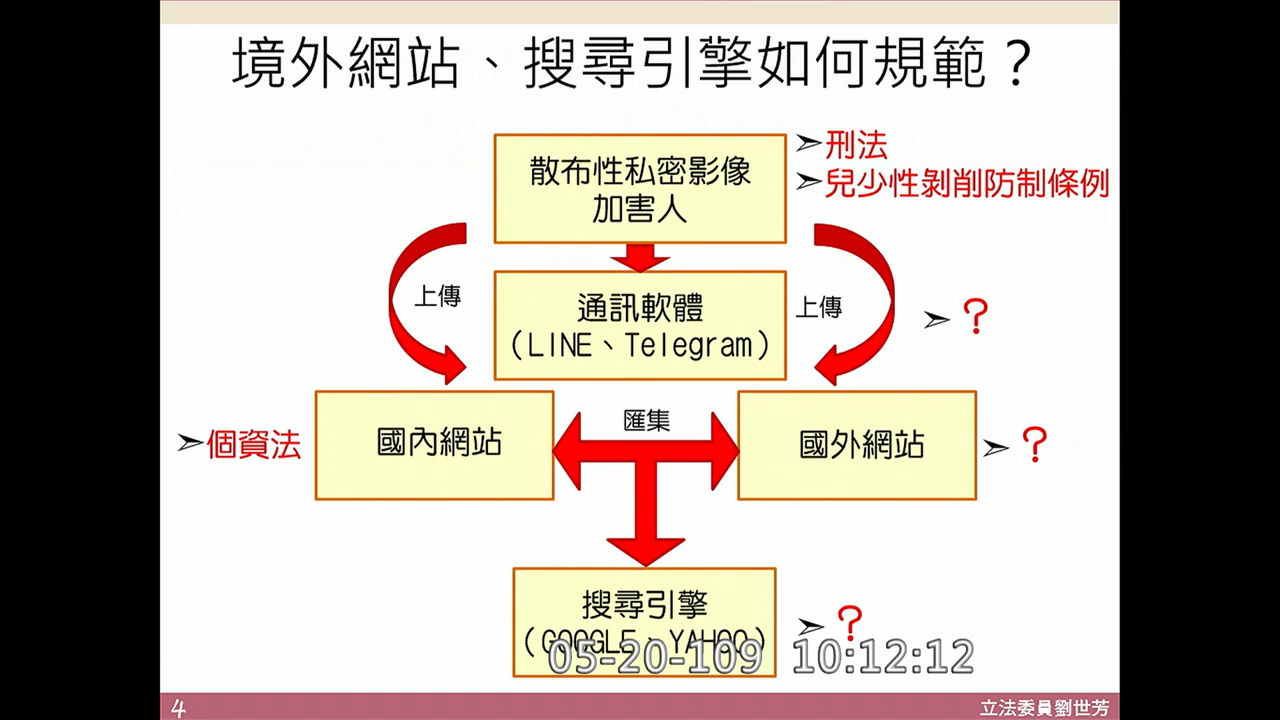 境外網站、搜尋引擎如何規範？
散布性私密影像
加害人
➢刑法
➢兒少性剝削防制條例
上傳
通訊軟體
（LINE、Telegram）
上傳
➢？
➢個資法
國內網站
匯集
國外網站
➢？
搜尋引擎
（GOOGLE、YAHOO）
➢？
05-20-109 10:12:12
4
立法委員劉世芳